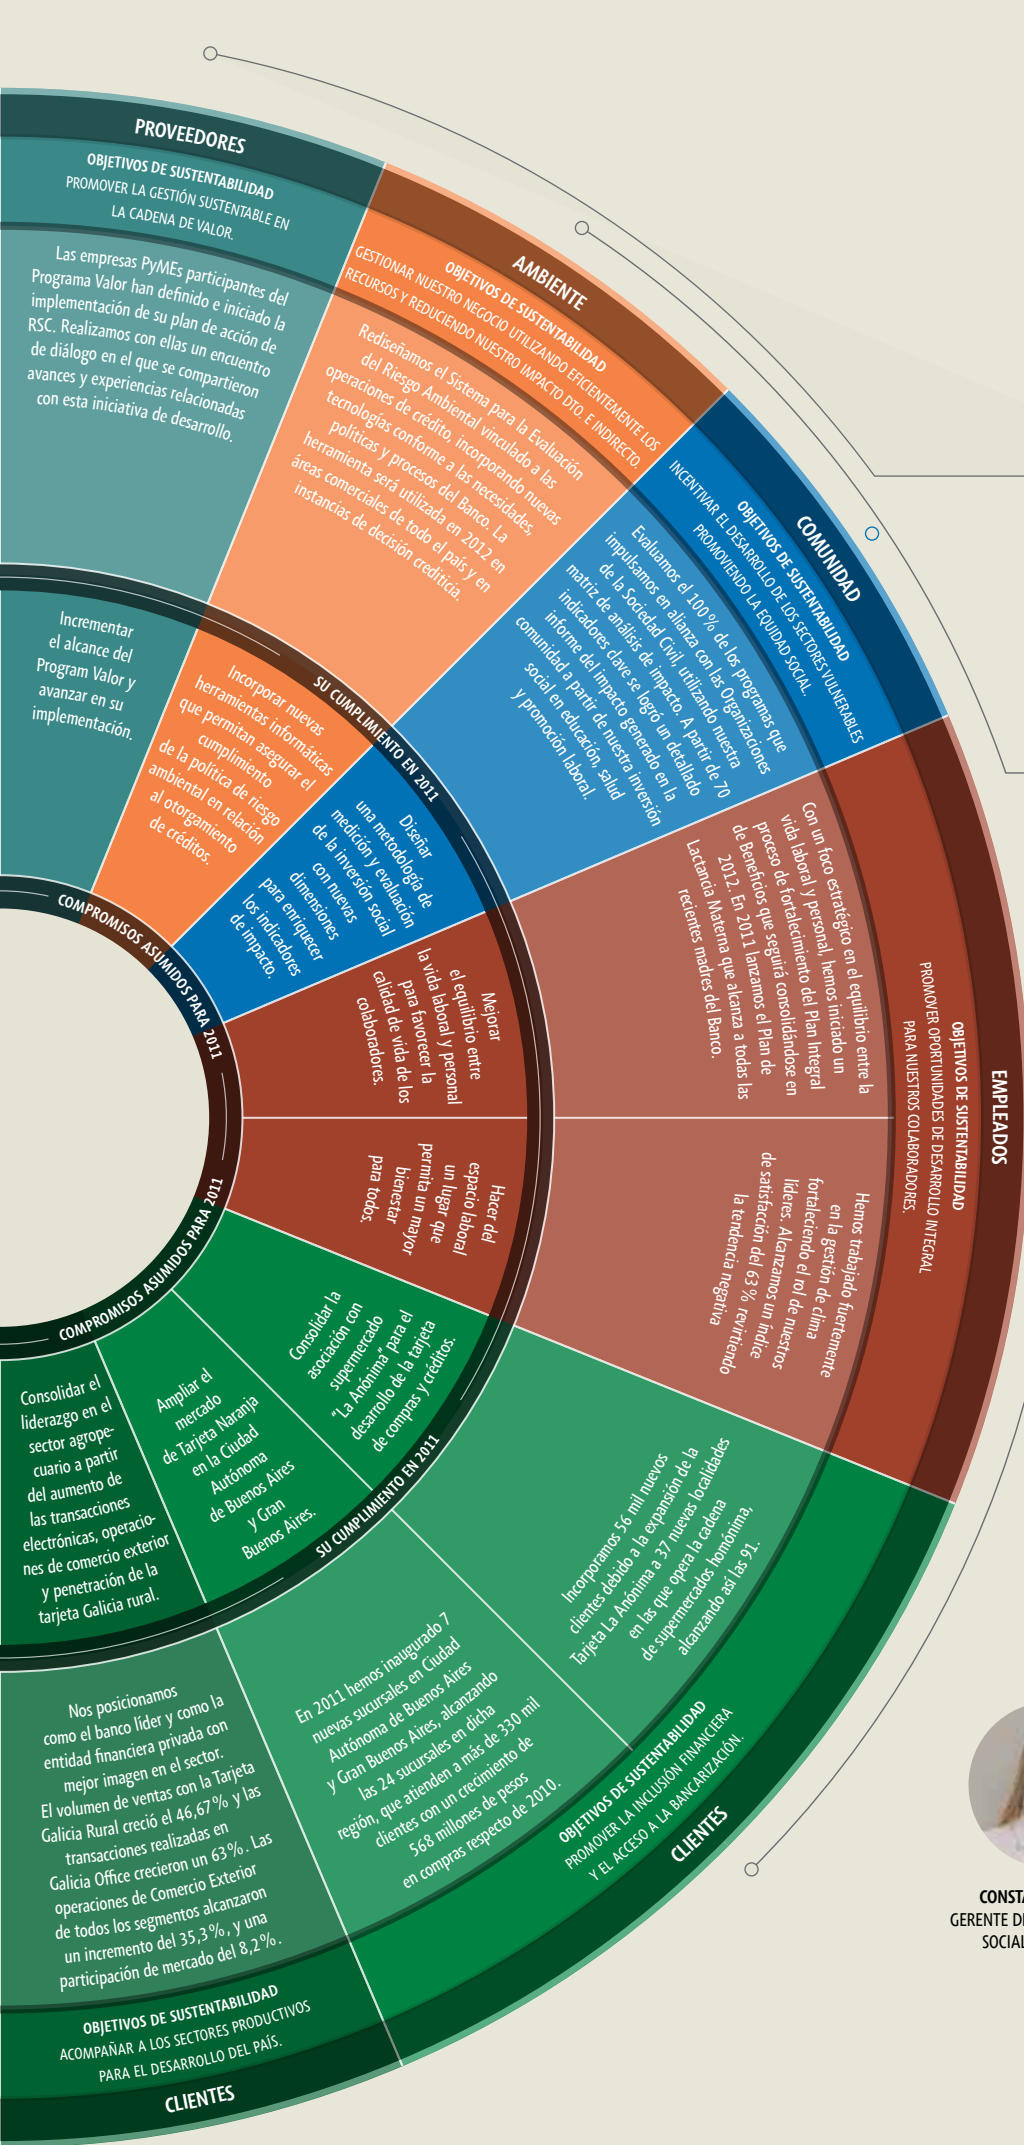 PROVEEDORES
OBJETIVOS DE SUSTENTABILIDAD
PROMOVER LA GESTIÓN SUSTENTABLE EN
LA CADENA DE VALOR.
Las empresas PyMEs participantes del
Programa Valor han definido e iniciado la
implementación de su plan de acción de
RSC. Realizamos con ellas un encuentro
de diálogo en el que se compartieron
avances y experiencias relacionadas
con esta iniciativa de desarrollo.
Incrementar
el alcance del
Program Valor y
avanzar en su
implementación.
AMBIENTE
OBJETIVOS DE SUSTENTABILIDAD
GESTIONAR NUESTRO NEGOCIO UTILIZANDO EFICIENTEMENTE LOS
RECURSOS Y REDUCIENDO NUESTRO IMPACTO DTO. E INDIRECTO.
Rediseñamos el Sistema para la Evaluación
del Riesgo Ambiental vinculado a las
operaciones de crédito, incorporando nuevas
tecnologías conforme a las necesidades,
políticas y procesos del Banco. La
herramienta será utilizada en 2012 en
áreas comerciales de todo el país y en
instancias de decisión crediticia.
Incorporar nuevas
herramientas informáticas
que permitan asegurar el
cumplimiento
de la política de riesgo
ambiental en relación
al otorgamiento
de créditos.
COMUNIDAD
OBJETIVOS DE SUSTENTABILIDAD
INCENTIVAR EL DESARROLLO DE LOS SECTORES VULNERABLES
PROMOVIENDO LA EQUIDAD SOCIAL.
Evaluamos el 100% de los programas que
impulsamos en alianza con las Organizaciones
de la Sociedad Civil, utilizando nuestra
matriz de análisis de impacto. A partir de 70
indicadores clave se logró un detallado
informe del impacto generado en la
comunidad a partir de nuestra inversión
social en educación, salud
y promoción laboral.
SU CUMPLIMIENTO EN 2011
Diseñar
una metodología de
medición y evaluación
de la inversión social
con nuevas
dimensiones
para enriquecer
los indicadores
de impacto.
COMPROMISOS ASUMIDOS PARA 2011
EMPLEADOS
OBJETIVOS DE SUSTENTABILIDAD
PROMOVER OPORTUNIDADES DE DESARROLLO INTEGRAL
PARA NUESTROS COLABORADORES.
Con un foco estratégico en el equilibrio entre la
vida laboral y personal, hemos iniciado un
proceso de fortalecimiento del Plan Integral
de Beneficios que seguirá consolidándose en
2012. En 2011 lanzamos el Plan de
Lactancia Materna que alcanza a todas las
recientes madres del Banco.
Mejorar
el equilibrio entre
la vida laboral y personal
para favorecer la
calidad de vida de los
colaboradores.
Hemos trabajado fuertemente
en la gestión de clima
fortaleciendo el rol de nuestros
líderes. Alcanzamos un índice
de satisfacción del 63% revirtiendo
la tendencia negativa
Hacer del
espacio laboral
un lugar que
permita un mayor
bienestar
para todos.
COMPROMISOS ASUMIDOS PARA 2011
Consolidar la
asociación con
supermercado
"La Anónima" para el
desarrollo de la tarjeta
de compras y créditos.
SU CUMPLIMIENTO EN 2011
Incorporamos 56 mil nuevos
clientes debido a la expansión de la
Tarjeta La Anónima a 37 nuevas localidades
en las que opera la cadena
de supermercados homónima,
alcanzando así las 91.
Ampliar el
mercado
de Tarjeta Naranja
en la Ciudad
Autónoma
de Buenos Aires
y Gran
Buenos Aires.
En 2011 hemos inaugurado 7
nuevas sucursales en Ciudad
Autónoma de Buenos Aires
y Gran Buenos Aires, alcanzando
las 24 sucursales en dicha
región, que atienden a más de 330 mil
clientes con un crecimiento de
568 millones de pesos
en compras respecto de 2010.
OBJETIVOS DE SUSTENTABILIDAD
PROMOVER LA INCLUSIÓN FINANCIERA
Y EL ACCESO A LA BANCARIZACIÓN.
CLIENTES
Consolidar el
liderazgo en el
sector agrope-
cuario a partir
del aumento de
las transacciones
electrónicas, operacio-
nes de comercio exterior
y penetración de la
tarjeta Galicia rural.
Nos posicionamos
como el banco líder y como la
entidad financiera privada con
mejor imagen en el sector.
El volumen de ventas con la Tarjeta
Galicia Rural creció el 46,67% y las
transacciones realizadas en
Galicia Office crecieron un 63%. Las
operaciones de Comercio Exterior
de todos los segmentos alcanzaron
un incremento del 35,3%, y una
participación de mercado del 8,2%.
OBJETIVOS DE SUSTENTABILIDAD
ACOMPAÑAR A LOS SECTORES PRODUCTIVOS
PARA EL DESARROLLO DEL PAÍS.
CLIENTES
CONSTA
GERENTE DE
SOCIAL